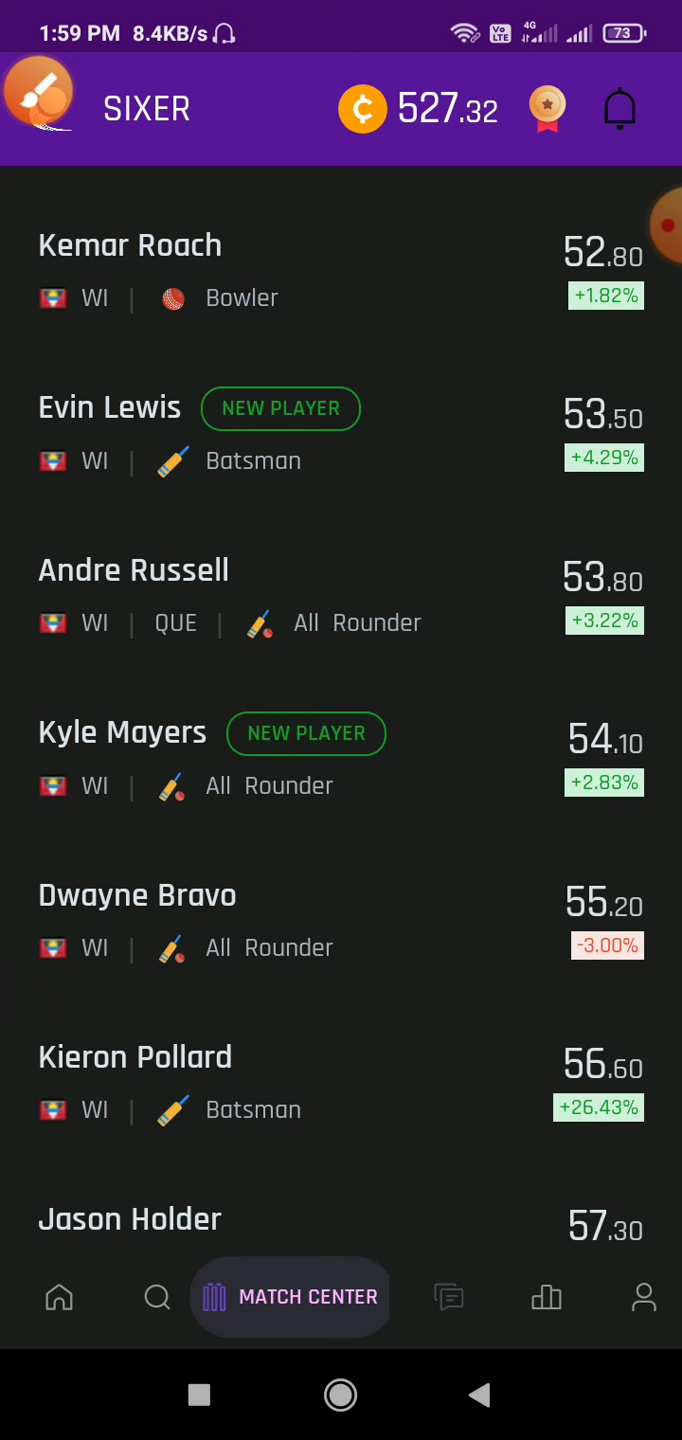 1:59 PM 8.4KB/s Vo LTE 4G 73
SIXER ¢ 527.32
Kemar Roach 52.80
WI | Bowler +1.82%
Evin Lewis NEW PLAYER 53.50
WI | Batsman +4.29%
Andre Russell 53.80
WI | QUE | All Rounder +3.22%
Kyle Mayers NEW PLAYER 54.10
WI | All Rounder +2.83%
Dwayne Bravo 55.20
WI | All Rounder -3.00%
Kieron Pollard 56.60
WI | Batsman +26.43%
Jason Holder 57.30
MATCH CENTER